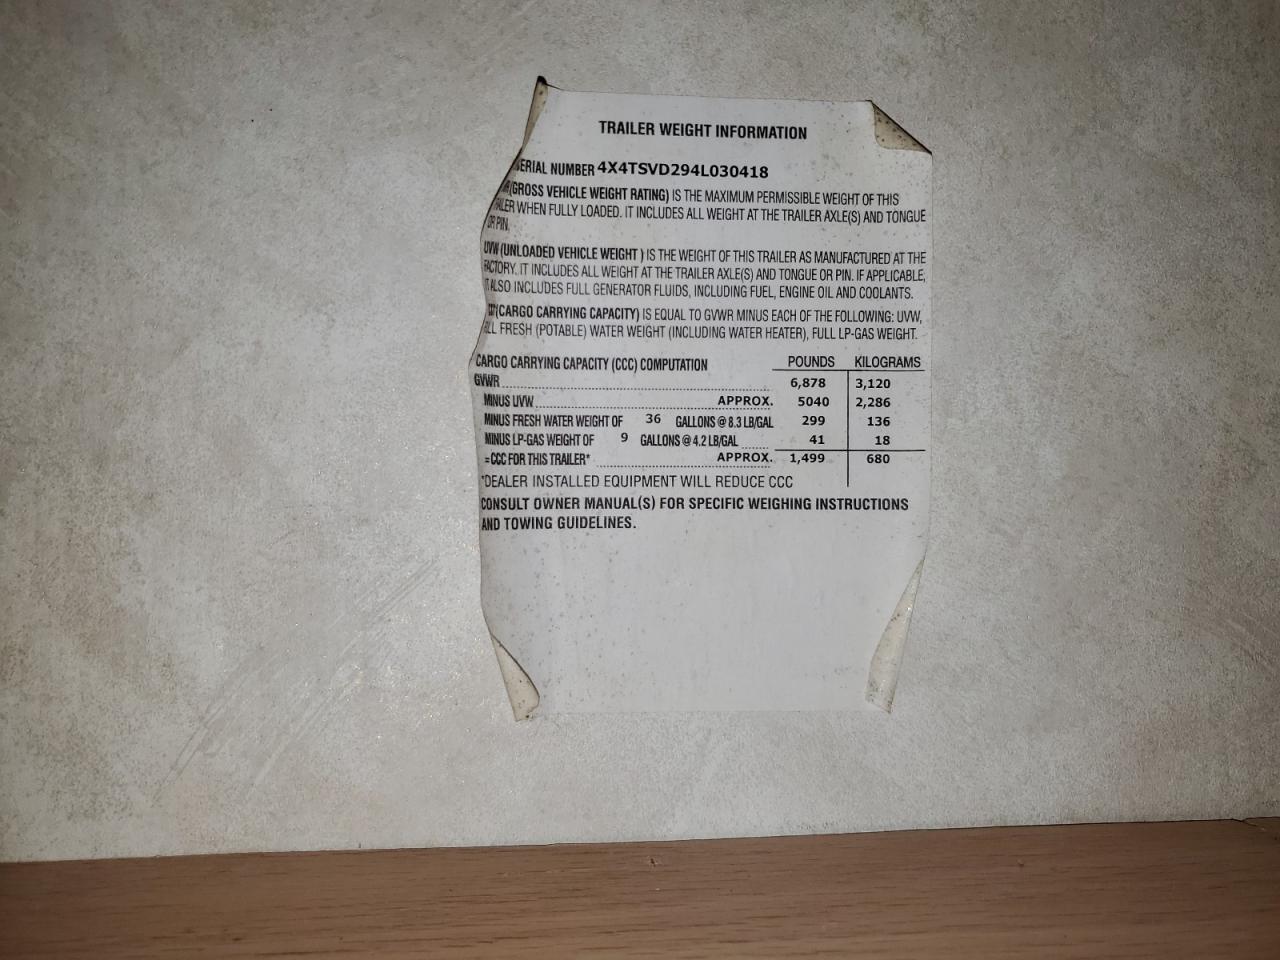 TRAILER WEIGHT INFORMATION
SERIAL NUMBER 4X4TSVD294L030418
(GROSS VEHICLE WEIGHT RATING) IS THE MAXIMUM PERMISSIBLE WEIGHT OF THIS
WHEN FULLY LOADED. IT INCLUDES ALL WEIGHT AT THE TRAILER AXLE(S) AND TONGUE
OR PIN.
UVW (UNLOADED VEHICLE WEIGHT ) IS THE WEIGHT OF THIS TRAILER AS MANUFACTURED AT THE
FACTORY. IT INCLUDES ALL WEIGHT AT THE TRAILER AXLE(S) AND TONGUE OR PIN. IF APPLICABLE,
IT ALSO INCLUDES FULL GENERATOR FLUIDS, INCLUDING FUEL, ENGINE OIL AND COOLANTS.
(CARGO CARRYING CAPACITY) IS EQUAL TO GVWR MINUS EACH OF THE FOLLOWING: UVW,
FRESH (POTABLE) WATER WEIGHT (INCLUDING WATER HEATER), FULL LP-GAS WEIGHT.
CARGO CARRYING CAPACITY (CCC) COMPUTATION POUNDS KILOGRAMS
GVWR 6,878 3,120
MINUS UVW APPROX. 5040 2,286
MINUS FRESH WATER WEIGHT OF 36 GALLONS @ 8.3 LB/GAL 299 136
MINUS LP-GAS WEIGHT OF 9 GALLONS @ 4.2 LB/GAL 41 18
=CCC FOR THIS TRAILER* APPROX. 1,499 680
*DEALER INSTALLED EQUIPMENT WILL REDUCE CCC
CONSULT OWNER MANUAL(S) FOR SPECIFIC WEIGHING INSTRUCTIONS
AND TOWING GUIDELINES.